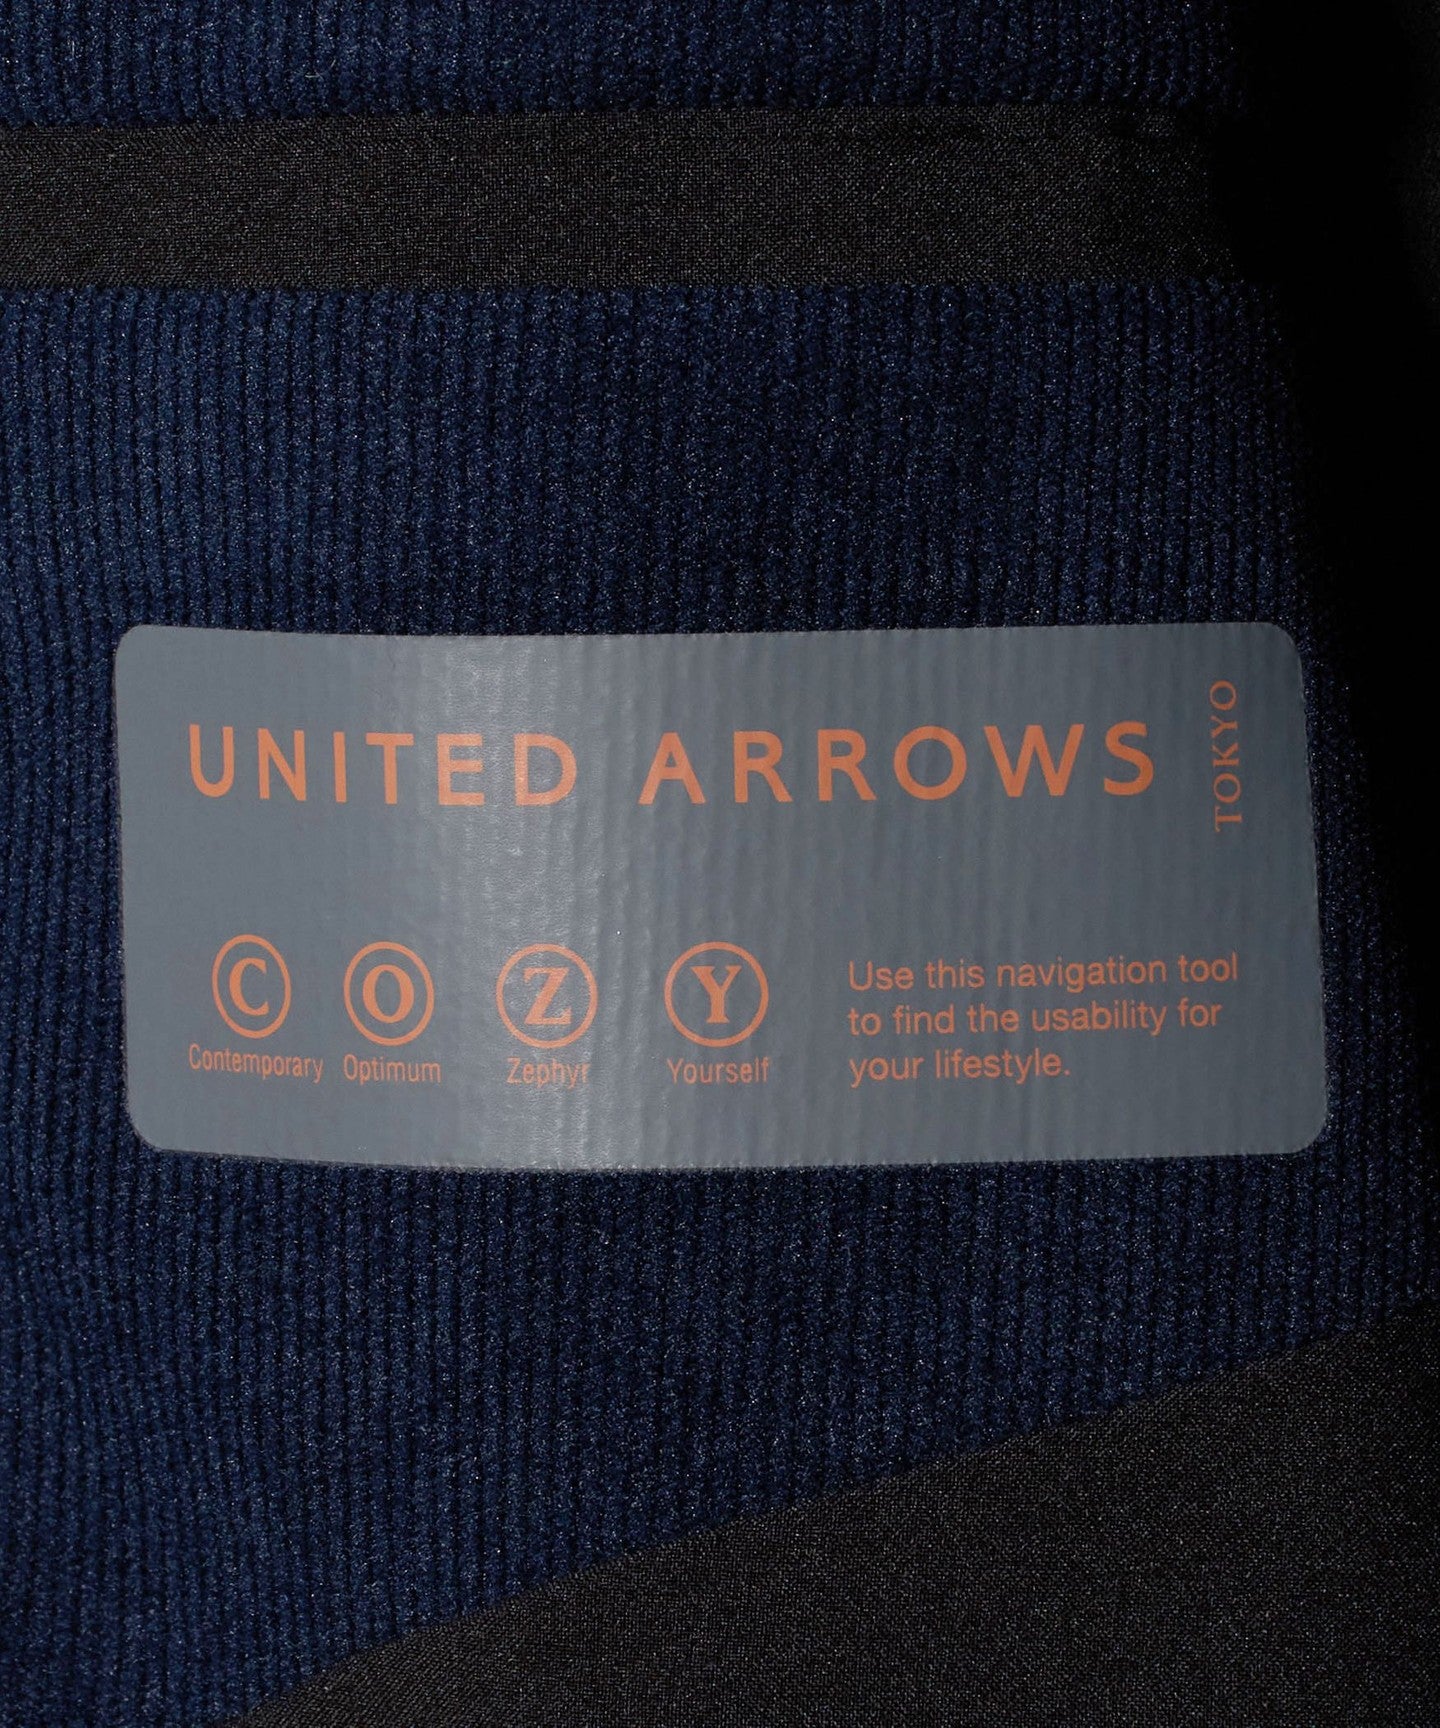 UNITED ARROWS
TOKYO
C O Z Y
Contemporary Optimum Zephyr Yourself
Use this navigation tool
to find the usability for
your lifestyle.